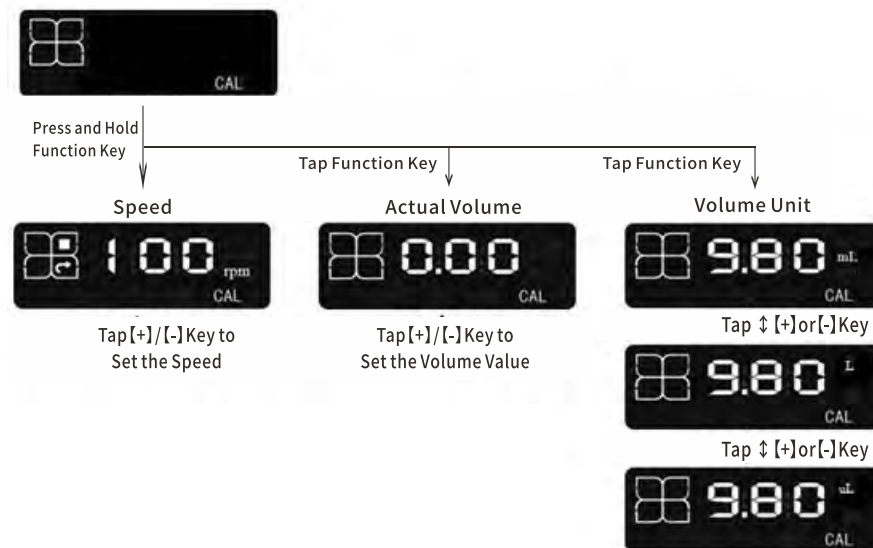 CAL
Press and Hold
Function Key
Tap Function Key
Tap Function Key
Speed
100 rpm
CAL
Tap【+】/【-】Key to
Set the Speed
Actual Volume
0.00
CAL
Tap【+】/【-】Key to
Set the Volume Value
Volume Unit
9.80 mL
CAL
Tap ↕【+】or【-】Key
9.80 L
CAL
Tap ↕【+】or【-】Key
9.80 uL
CAL